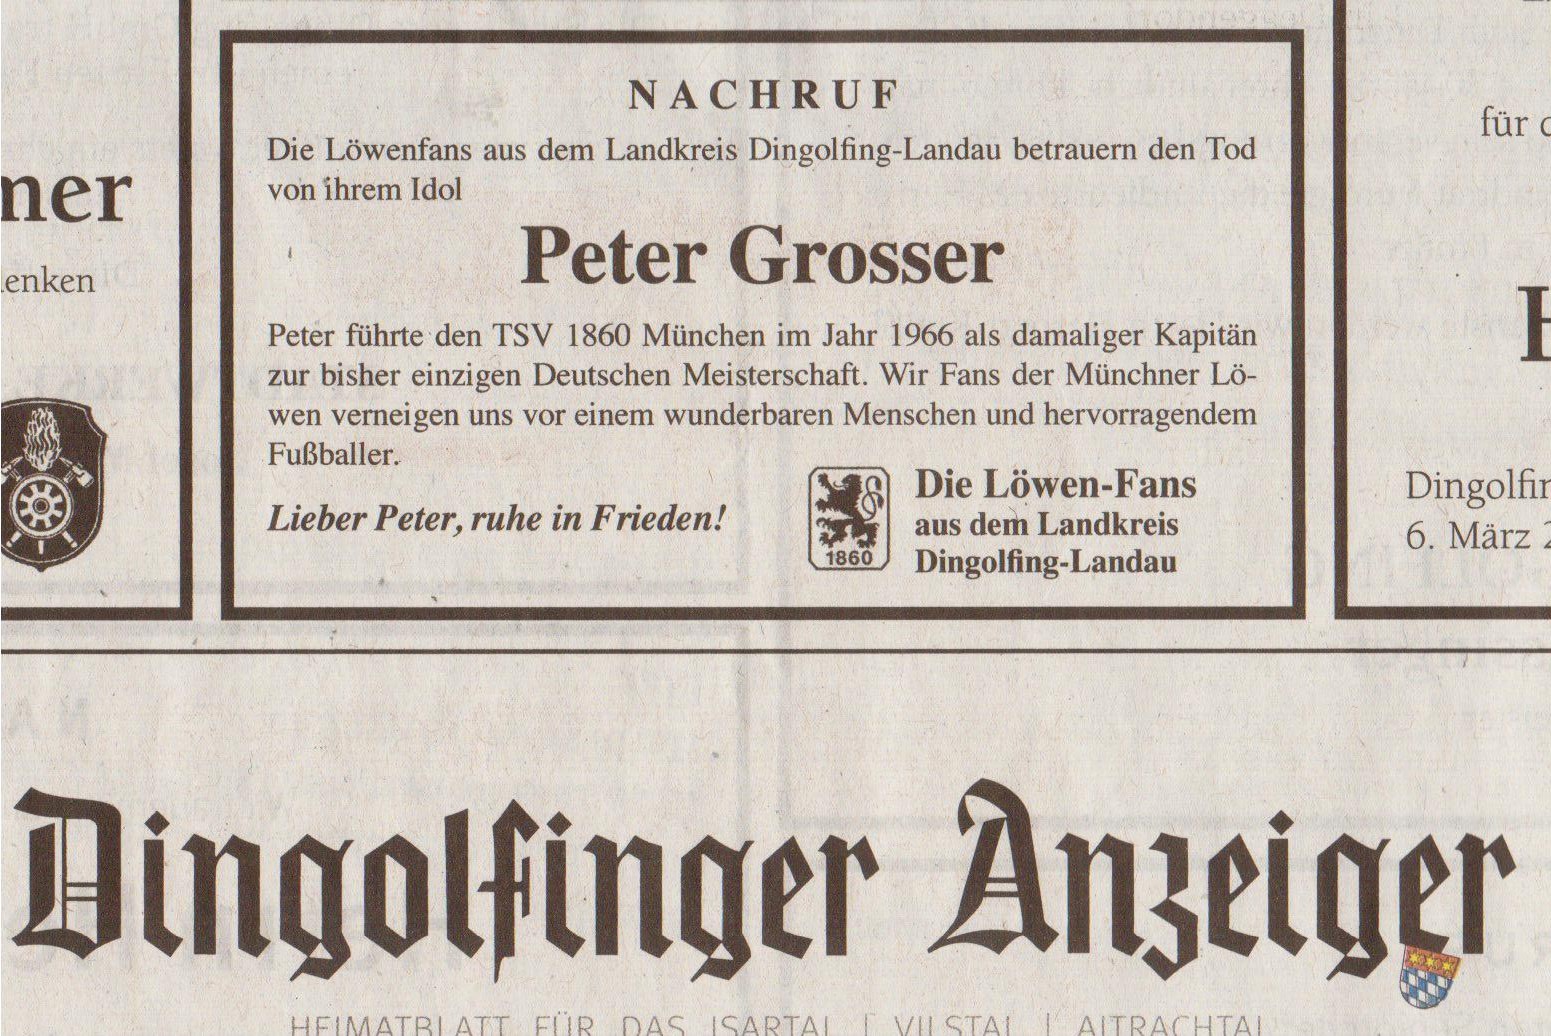 NACHRUF
Die Löwenfans aus dem Landkreis Dingolfing-Landau betrauern den Tod
von ihrem Idol
Peter Grosser
Peter führte den TSV 1860 München im Jahr 1966 als damaliger Kapitän
zur bisher einzigen Deutschen Meisterschaft. Wir Fans der Münchner Lö-
wen verneigen uns vor einem wunderbaren Menschen und hervorragendem
Fußballer.
Lieber Peter, ruhe in Frieden!
1860
Die Löwen-Fans
aus dem Landkreis
Dingolfing-Landau
für
6. März
Dingolfinger Anzeiger
HEIMATBLATT FÜR DAS ISARTAL | VILSTAL | AITRACHTAL